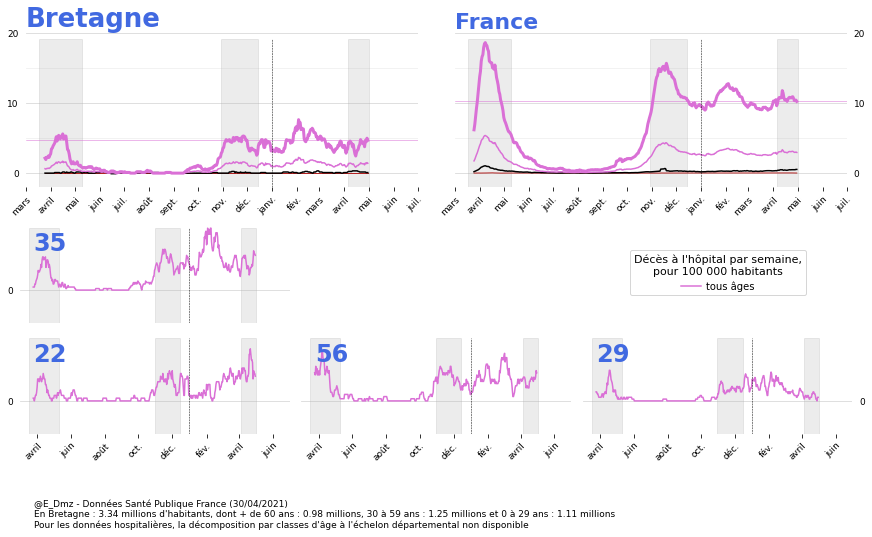 Bretagne
France
20
10
0
mars avril mai juin juil. août sept. oct. nov. déc. janv. fév. mars avril mai juin juil.
20
10
0
mars avril mai juin juil. août sept. oct. nov. déc. janv. fév. mars avril mai juin juil.
35
0
Décès à l'hôpital par semaine,
pour 100 000 habitants
tous âges
22
56
29
0
0
avril juin août oct. déc. fév. avril juin
avril juin août oct. déc. fév. avril juin
avril juin août oct. déc. fév. avril juin
@E_Dmz - Données Santé Publique France (30/04/2021)
En Bretagne : 3.34 millions d'habitants, dont + de 60 ans : 0.98 millions, 30 à 59 ans : 1.25 millions et 0 à 29 ans : 1.11 millions
Pour les données hospitalières, la décomposition par classes d'âge à l'échelon départemental non disponible